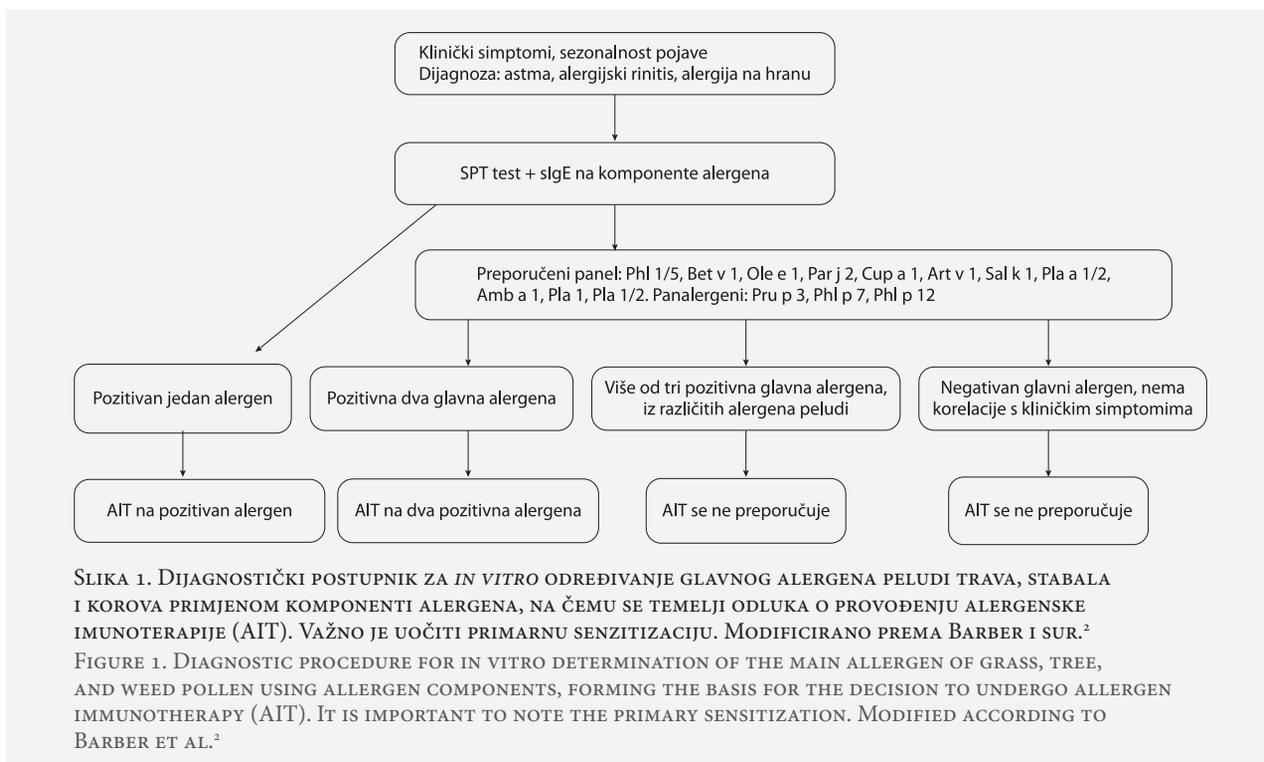 Klinički simptomi, sezonalnost pojave
Dijagnoza: astma, alergijski rinitis, alergija na hranu
SPT test + sIgE na komponente alergena
Preporučeni panel: Phl 1/5, Bet v 1, Ole e 1, Par j 2, Cup a 1, Art v 1, Sal k 1, Pla a 1/2,
Amb a 1, Pla 1, Pla 1/2. Panalergeni: Pru p 3, Phl p 7, Phl p 12
Pozitivan jedan alergen
Pozitivna dva glavna alergena
Više od tri pozitivna glavna alergena,
iz različitih alergena peludi
Negativan glavni alergen, nema
korelacije s kliničkim simptomima
AIT na pozitivan alergen
AIT na dva pozitivna alergena
AIT se ne preporučuje
AIT se ne preporučuje
Slika 1. Dijagnostički postupnik za in vitro određivanje glavnog alergena peludi trava, stabala
i korova primjenom komponenti alergena, na čemu se temelji odluka o provođenju alergenske
imunoterapije (AIT). Važno je uočiti primarnu senzitizaciju. Modificirano prema Barber i sur.²
Figure 1. Diagnostic procedure for in vitro determination of the main allergen of grass, tree,
and weed pollen using allergen components, forming the basis for the decision to undergo allergen
immunotherapy (AIT). It is important to note the primary sensitization. Modified according to
Barber et al.²